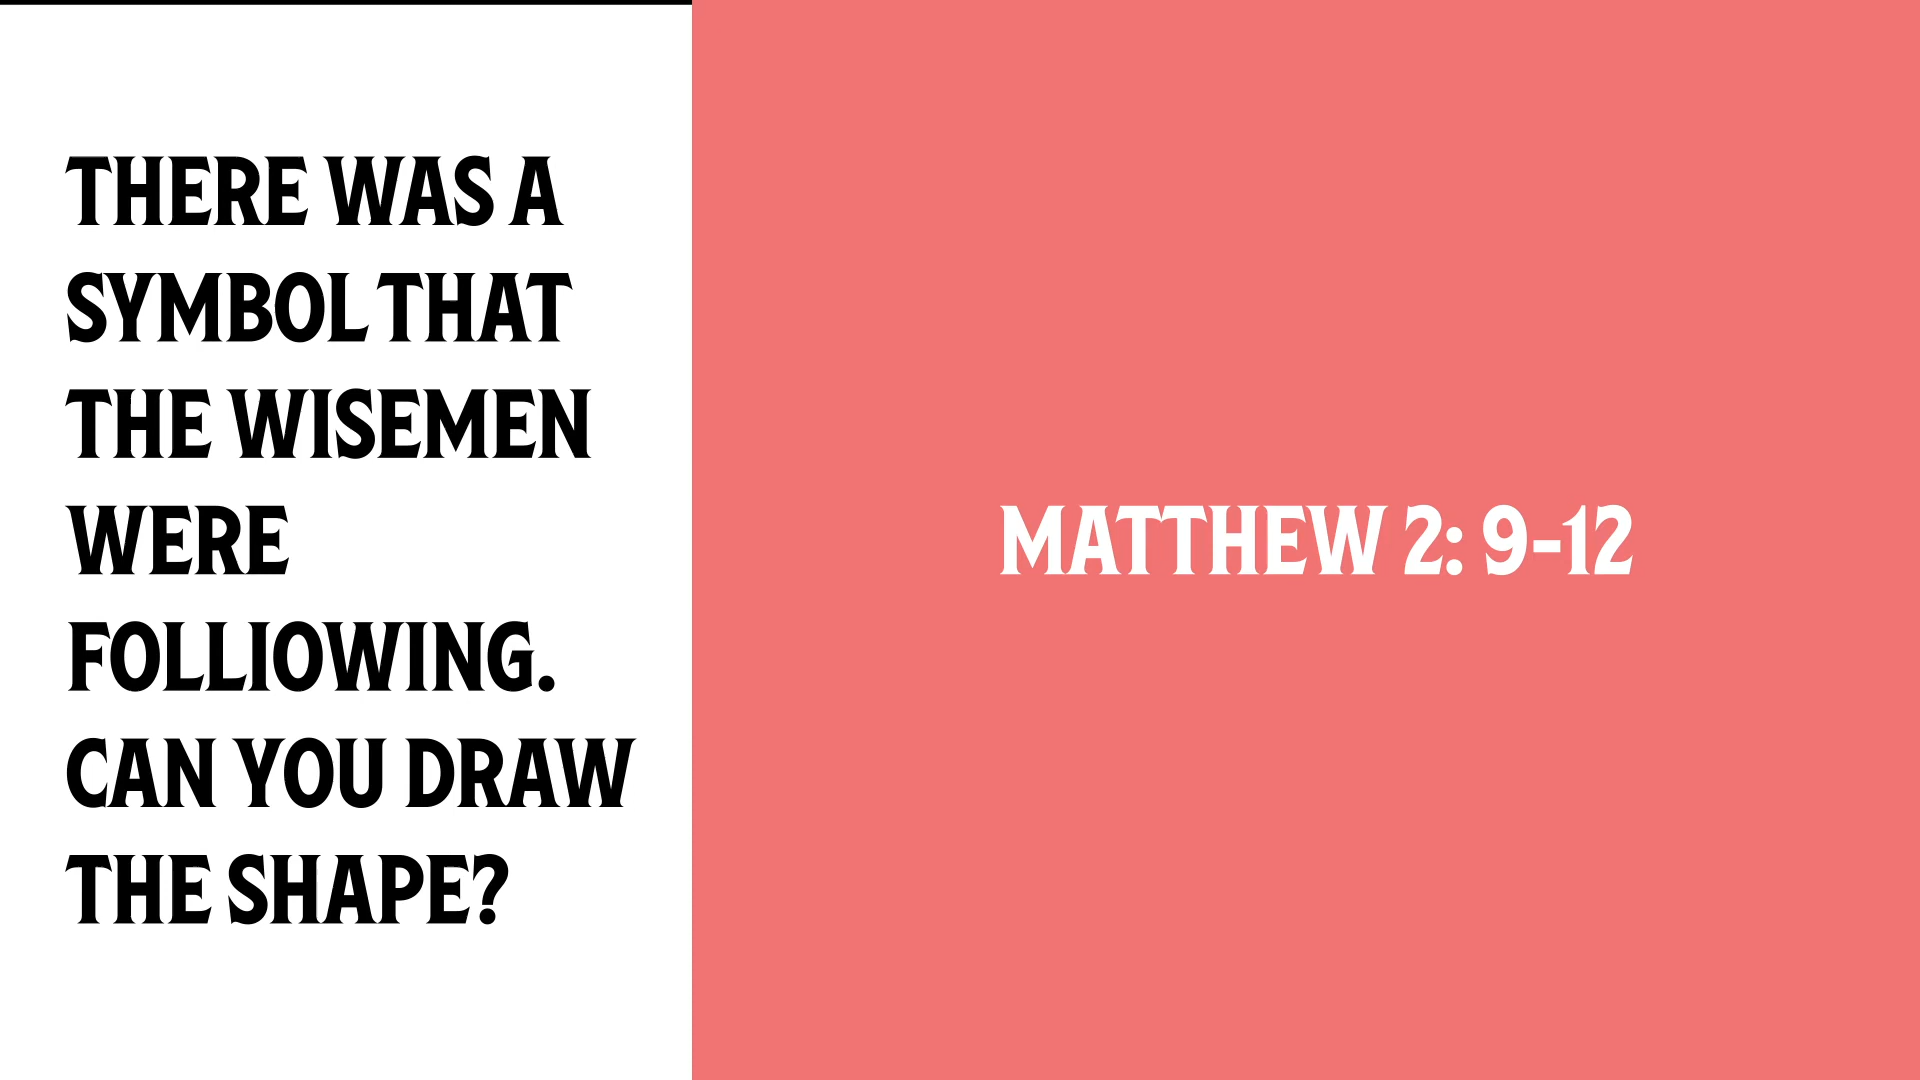 THERE WAS A
SYMBOL THAT
THE WISEMEN
WERE
FOLLIOWING.
CAN YOU DRAW
THE SHAPE?
MATTHEW 2: 9-12